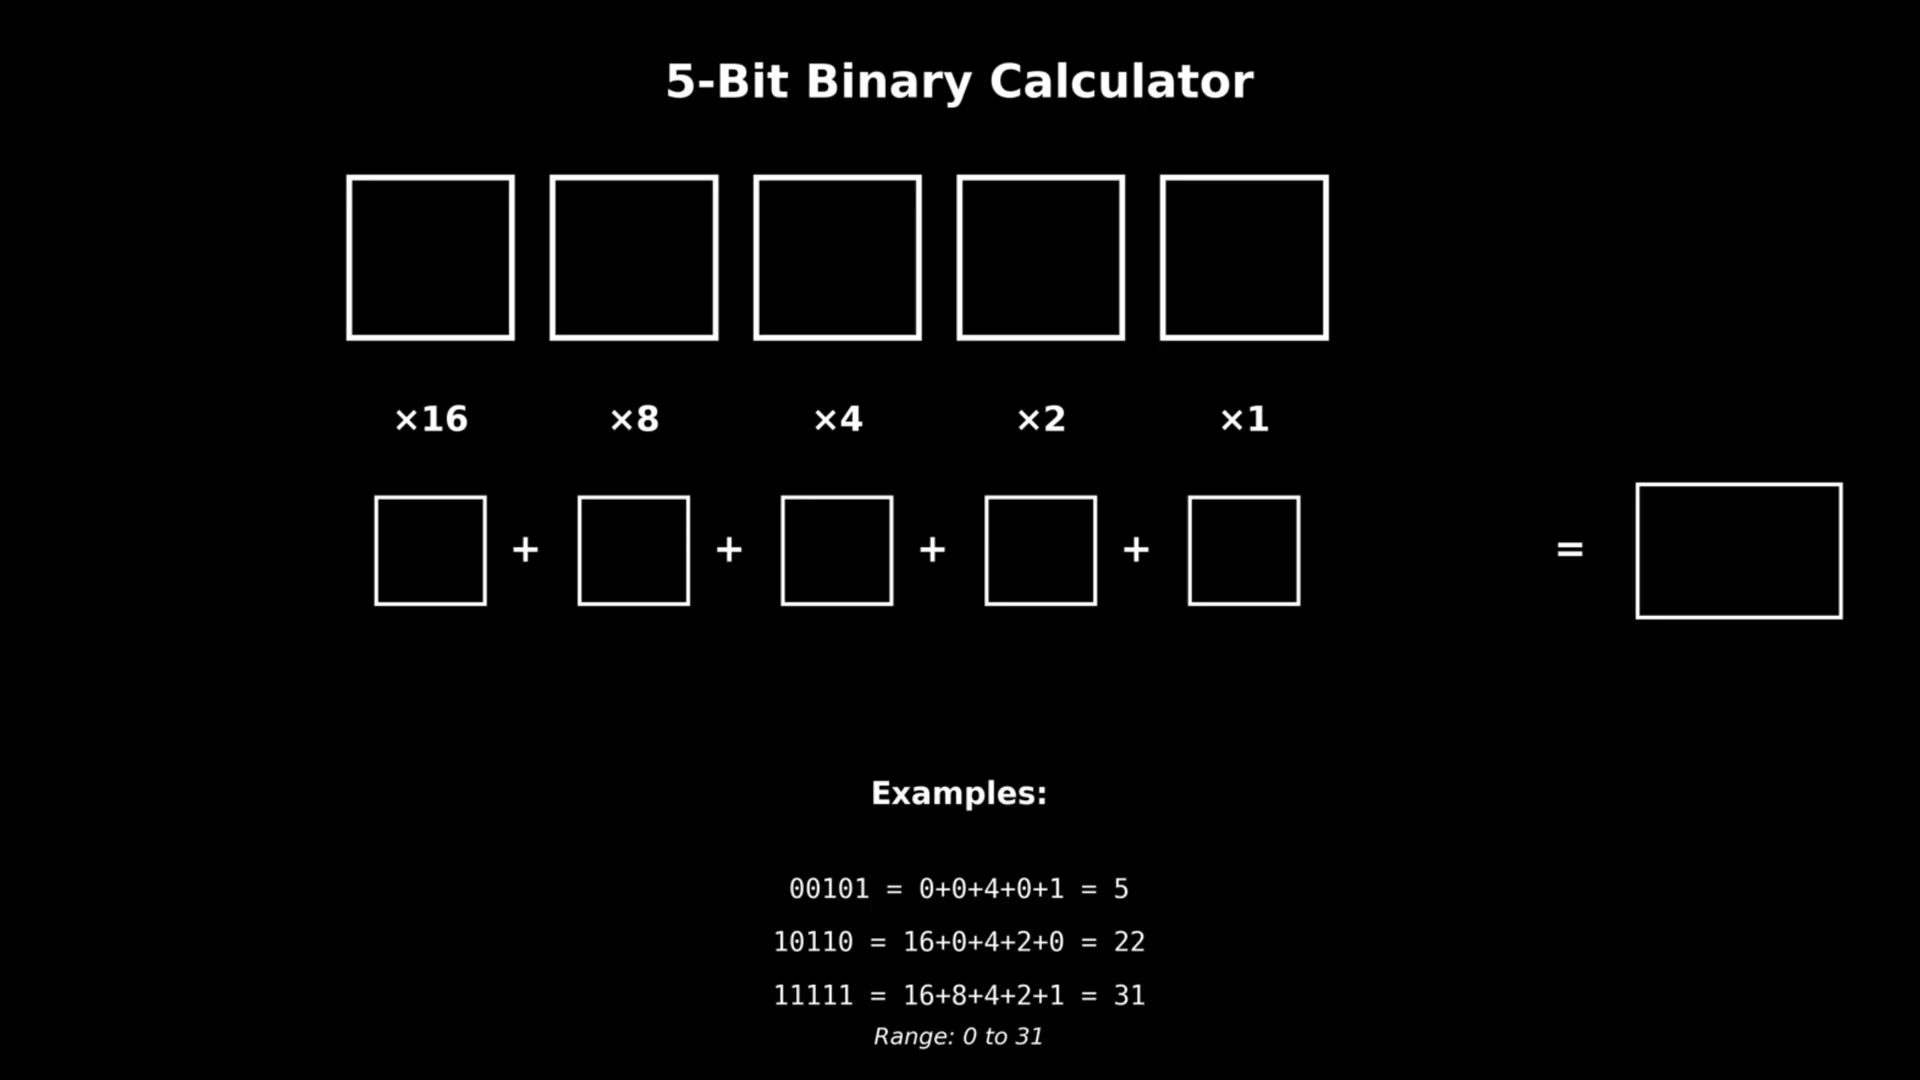 5-Bit Binary Calculator
×16 ×8 ×4 ×2 ×1
+ + + + =
Examples:
00101 = 0+0+4+0+1 = 5
10110 = 16+0+4+2+0 = 22
11111 = 16+8+4+2+1 = 31
Range: 0 to 31